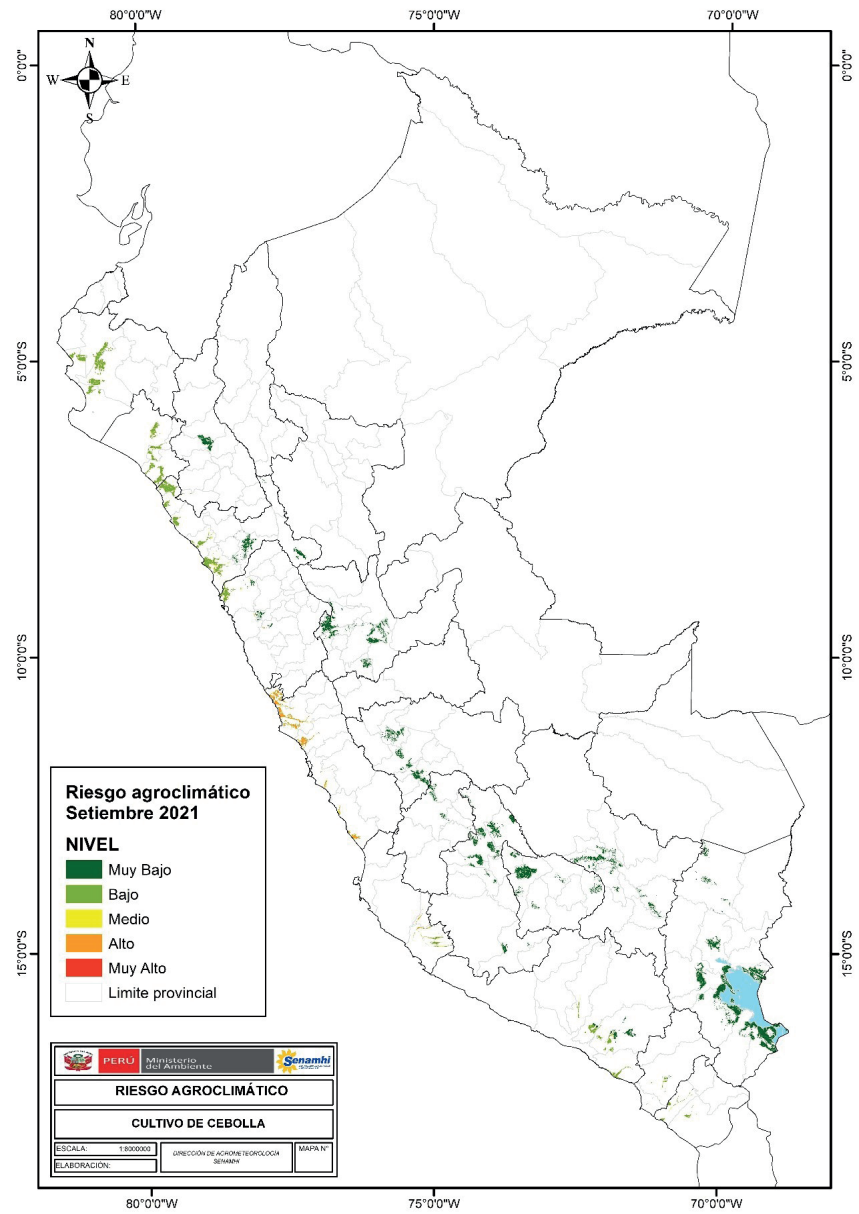 80°0'0"W 75°0'0"W 70°0'0"W
N
W E
S
0°0'0" 0°0'0"
5°0'0"S 5°0'0"S
10°0'0"S 10°0'0"S
15°0'0"S 15°0'0"S
Riesgo agroclimático
Setiembre 2021
NIVEL
Muy Bajo
Bajo
Medio
Alto
Muy Alto
Limite provincial
PERÚ
Ministerio
del Ambiente
Senamhi
RIESGO AGROCLIMÁTICO
CULTIVO DE CEBOLLA
ESCALA: 1:8000000
ELABORACIÓN:
DIRECCIÓN DE AGROMETEOROLOGÍA
SENAMHI
MAPA N°
80°0'0"W 75°0'0"W 70°0'0"W